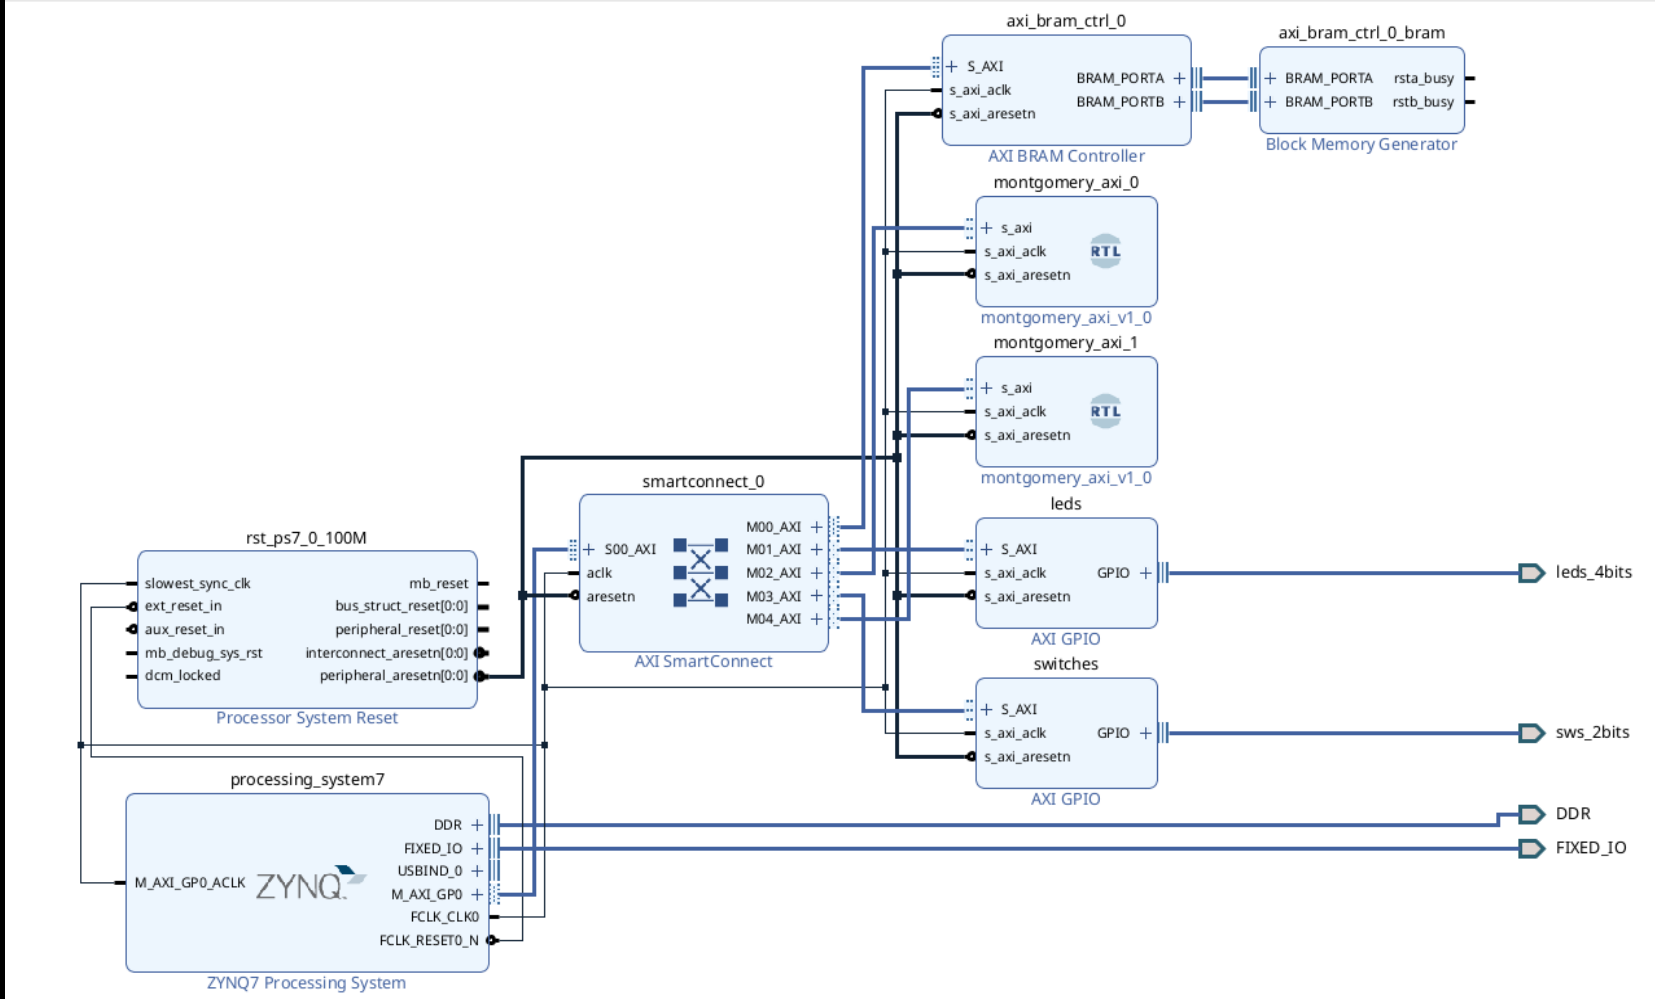 axi_bram_ctrl_0
S_AXI
s_axi_aclk
s_axi_aresetn
BRAM_PORTA
BRAM_PORTB
AXI BRAM Controller
axi_bram_ctrl_0_bram
BRAM_PORTA
BRAM_PORTB
rsta_busy
rstb_busy
Block Memory Generator
montgomery_axi_0
s_axi
s_axi_aclk
s_axi_aresetn
RTL
montgomery_axi_v1_0
montgomery_axi_1
s_axi
s_axi_aclk
s_axi_aresetn
RTL
montgomery_axi_v1_0
smartconnect_0
S00_AXI
aclk
aresetn
M00_AXI
M01_AXI
M02_AXI
M03_AXI
M04_AXI
AXI SmartConnect
leds
S_AXI
s_axi_aclk
s_axi_aresetn
GPIO
AXI GPIO
leds_4bits
switches
S_AXI
s_axi_aclk
s_axi_aresetn
GPIO
AXI GPIO
sws_2bits
rst_ps7_0_100M
slowest_sync_clk
ext_reset_in
aux_reset_in
mb_debug_sys_rst
dcm_locked
mb_reset
bus_struct_reset[0:0]
peripheral_reset[0:0]
interconnect_aresetn[0:0]
peripheral_aresetn[0:0]
Processor System Reset
processing_system7
M_AXI_GP0_ACLK
ZYNQ
DDR
FIXED_IO
USBIND_0
M_AXI_GP0
FCLK_CLK0
FCLK_RESET0_N
ZYNQ7 Processing System
DDR
FIXED_IO